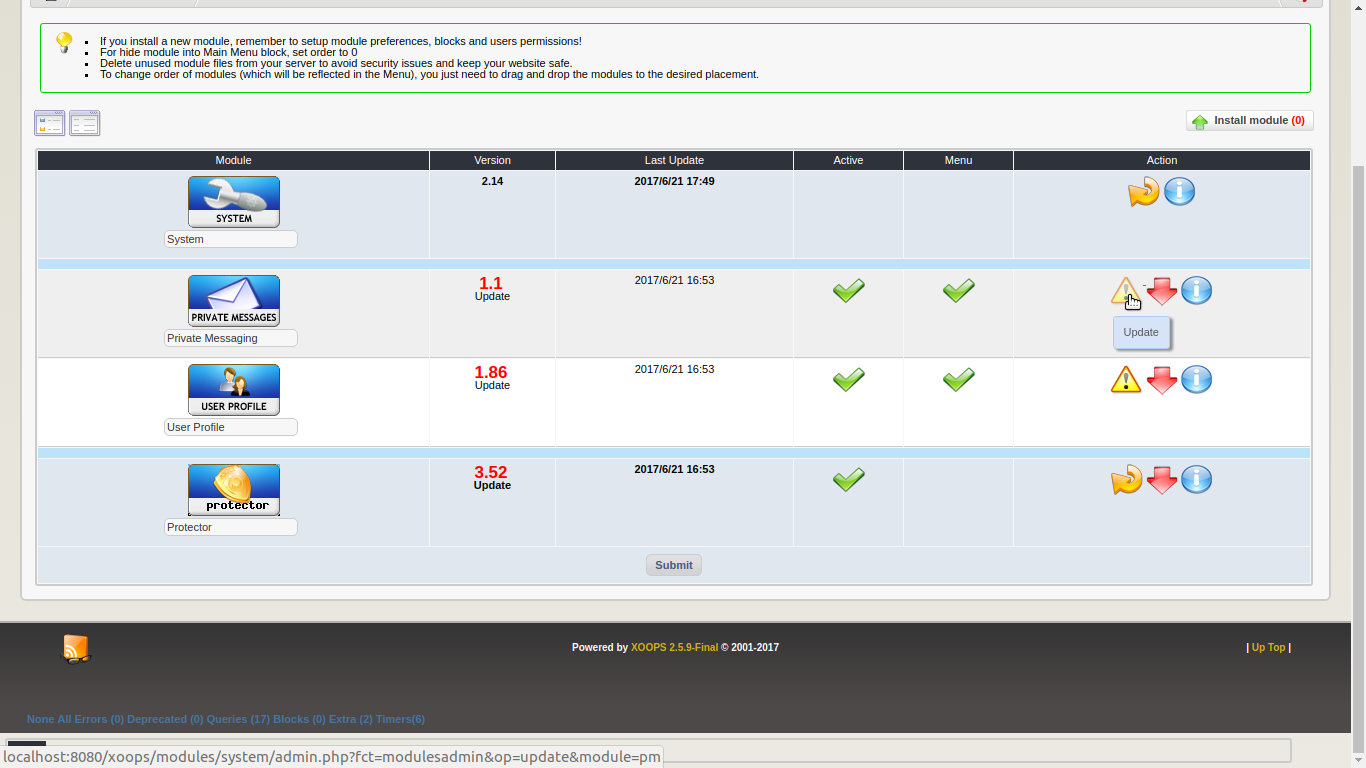 If you install a new module, remember to setup module preferences, blocks and users permissions!
For hide module into Main Menu block, set order to 0
Delete unused module files from your server to avoid security issues and keep your website safe.
To change order of modules (which will be reflected in the Menu), you just need to drag and drop the modules to the desired placement.
Install module (0)
Module Version Last Update Active Menu Action
2.14 2017/6/21 17:49
SYSTEM
System
1.1 2017/6/21 16:53
Update
PRIVATE MESSAGES
Update
Private Messaging
1.86 2017/6/21 16:53
Update
USER PROFILE
User Profile
3.52 2017/6/21 16:53
Update
protector
Protector
Submit
Powered by XOOPS 2.5.9-Final © 2001-2017
| Up Top |
None All Errors (0) Deprecated (0) Queries (17) Blocks (0) Extra (2) Timers(6)
localhost:8080/xoops/modules/system/admin.php?fct=modulesadmin&op=update&module=pm